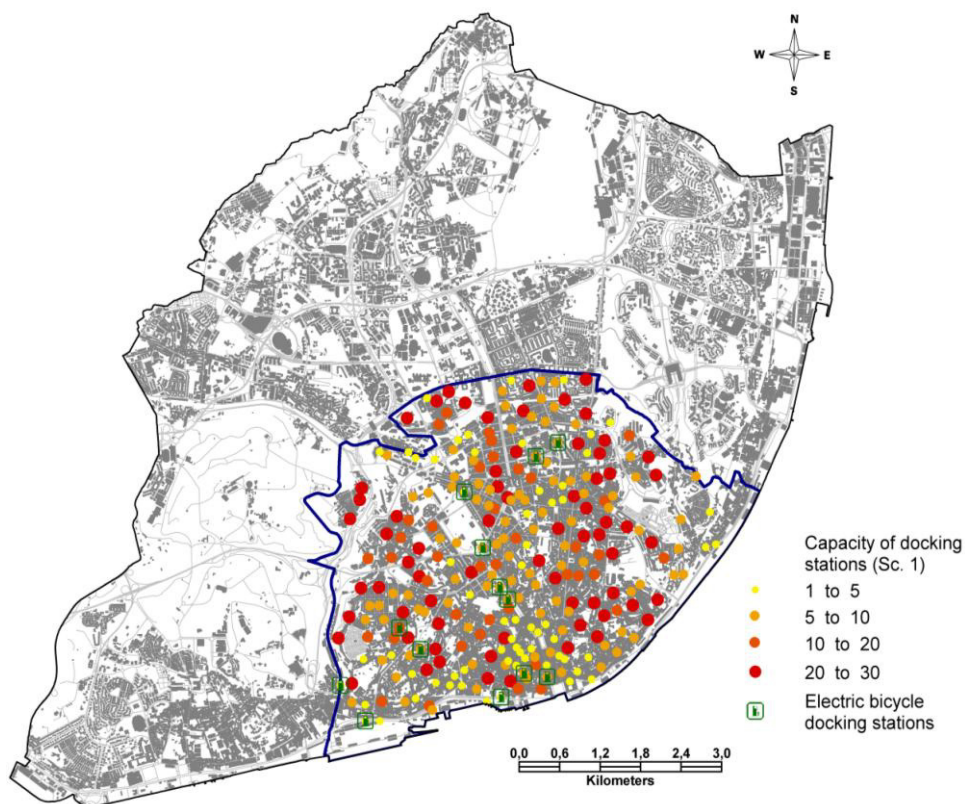 N
W E
S
Capacity of docking
stations (Sc. 1)
1 to 5
5 to 10
10 to 20
20 to 30
Electric bicycle
docking stations
0,0 0,6 1,2 1,8 2,4 3,0
Kilometers